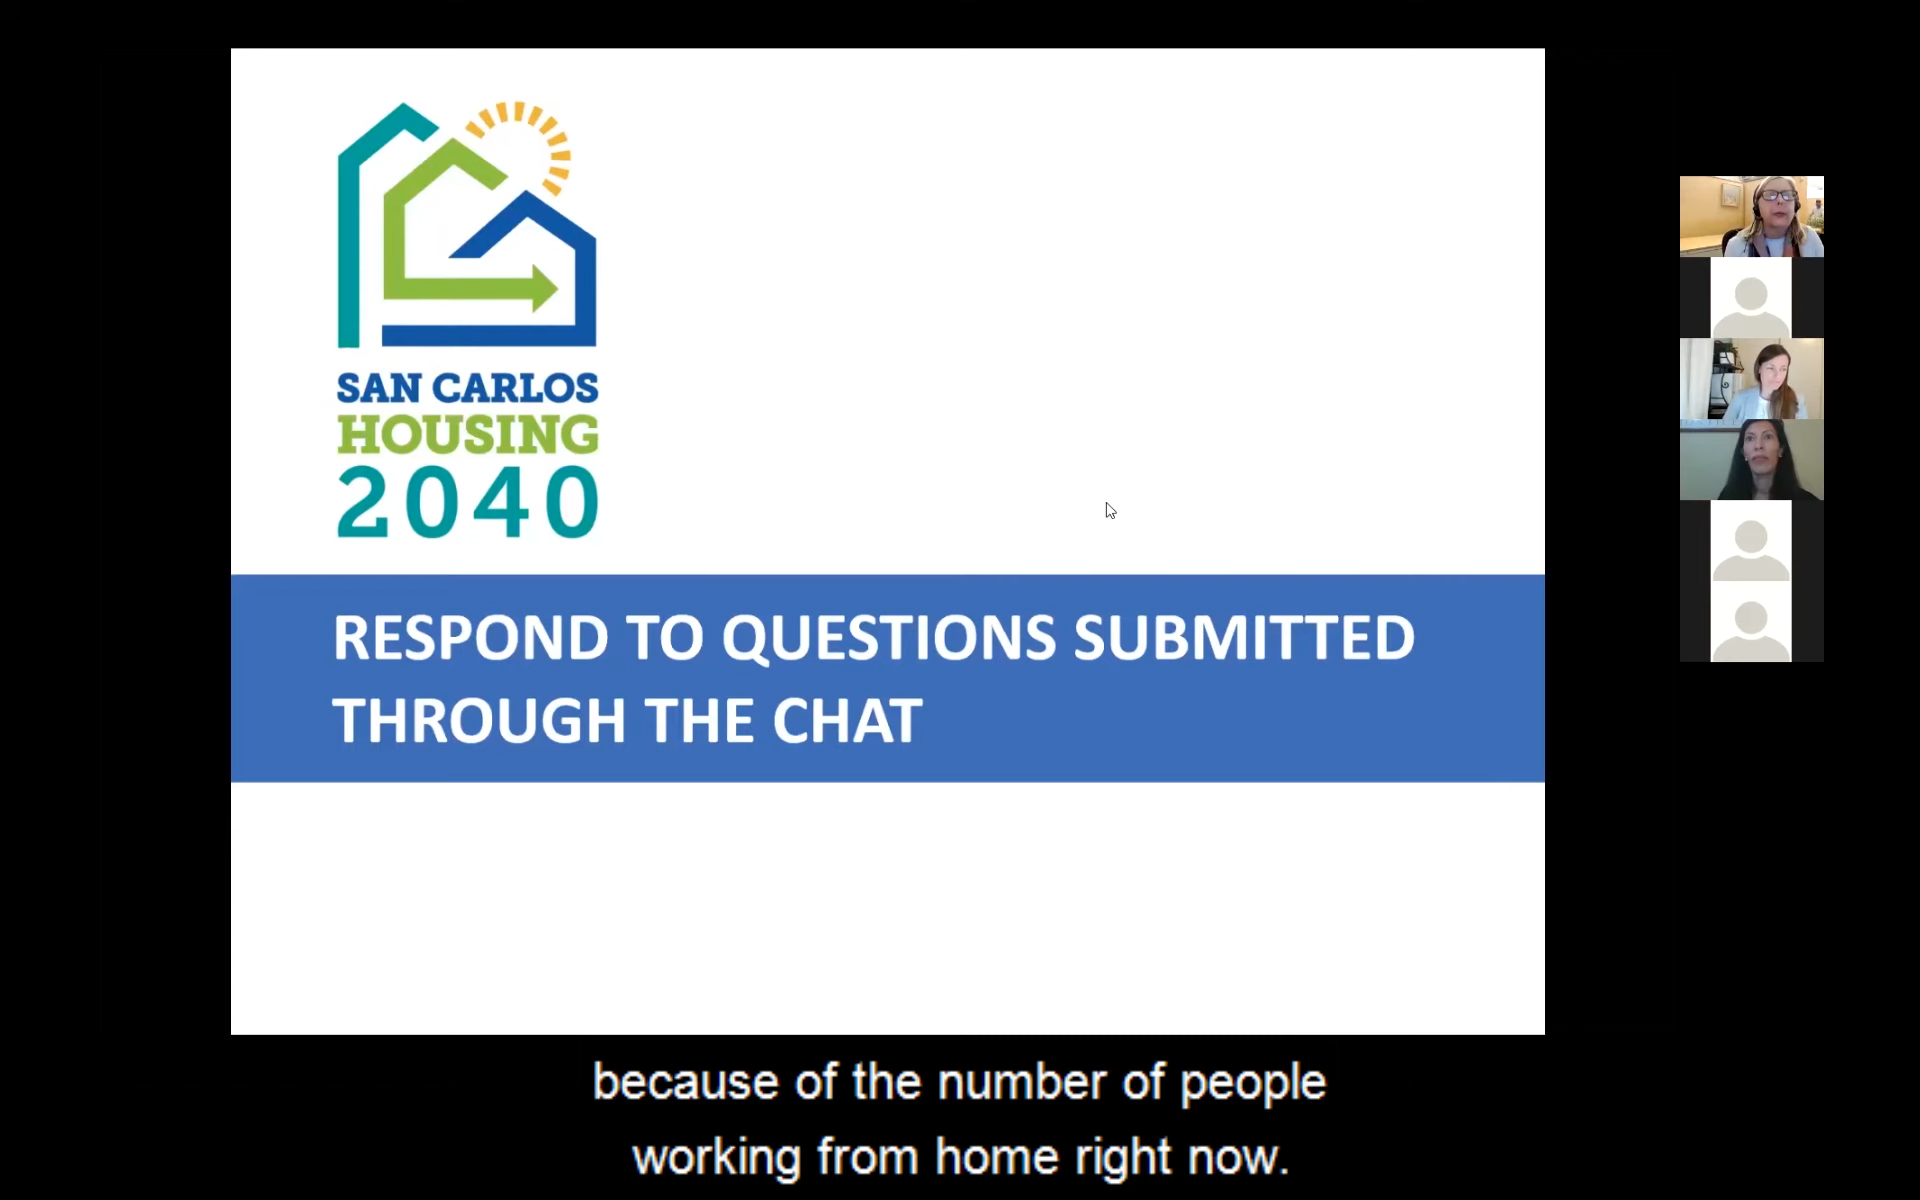 SAN CARLOS
HOUSING
2040
RESPOND TO QUESTIONS SUBMITTED
THROUGH THE CHAT
because of the number of people
working from home right now.